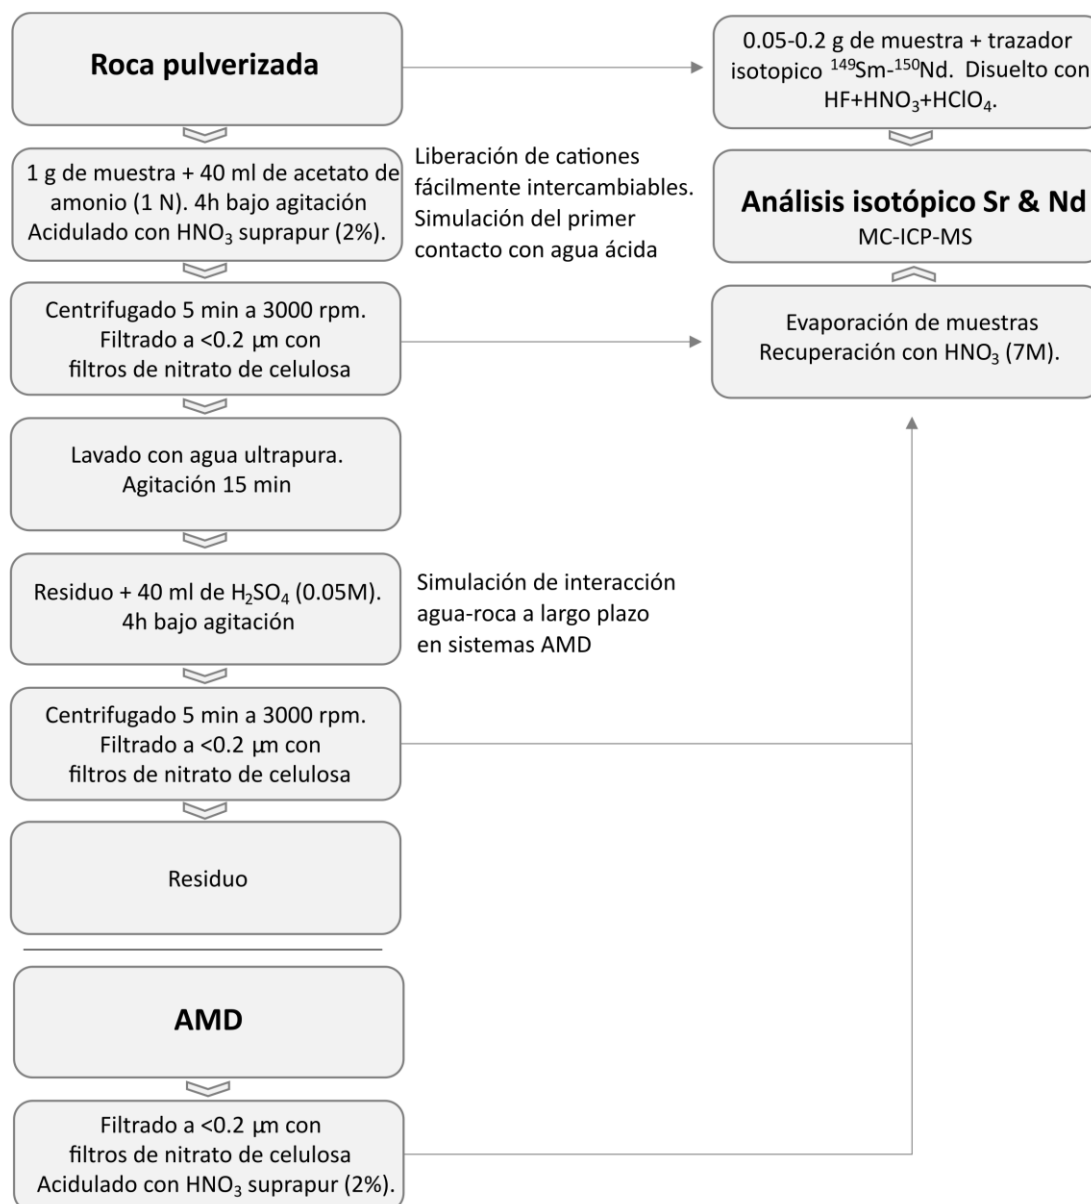 Roca pulverizada
1 g de muestra + 40 ml de acetato de
amonio (1 N). 4h bajo agitación
Acidulado con HNO₃ suprapur (2%).
Liberación de cationes
fácilmente intercambiables.
Simulación del primer
contacto con agua ácida
Centrifugado 5 min a 3000 rpm.
Filtrado a <0.2 µm con
filtros de nitrato de celulosa
Lavado con agua ultrapura.
Agitación 15 min
Residuo + 40 ml de H₂SO₄ (0.05M).
4h bajo agitación
Simulación de interacción
agua-roca a largo plazo
en sistemas AMD
Centrifugado 5 min a 3000 rpm.
Filtrado a <0.2 µm con
filtros de nitrato de celulosa
Residuo
AMD
Filtrado a <0.2 µm con
filtros de nitrato de celulosa
Acidulado con HNO₃ suprapur (2%).
0.05-0.2 g de muestra + trazador
isotopico ¹⁴⁹Sm-¹⁵⁰Nd. Disuelto con
HF+HNO₃+HClO₄.
Análisis isotópico Sr & Nd
MC-ICP-MS
Evaporación de muestras
Recuperación con HNO₃ (7M).